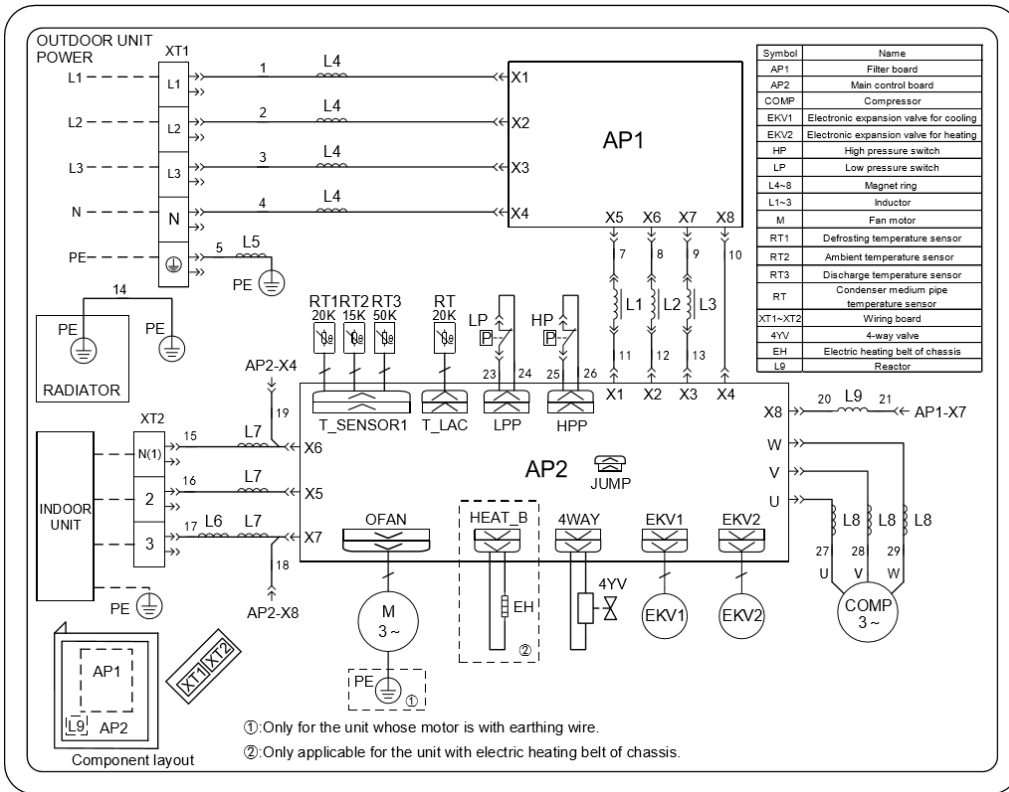 OUTDOOR UNIT
POWER
XT1
L1
L1
1
L4
X1
L2
L2
2
L4
X2
L3
L3
3
L4
X3
N
N
4
L4
X4
PE
5
L5
PE
AP1
X5 X6 X7 X8
7 8 9 10
L1 L2 L3
11 12 13
X1 X2 X3 X4
Symbol Name
AP1 Filter board
AP2 Main control board
COMP Compressor
EKV1 Electronic expansion valve for cooling
EKV2 Electronic expansion valve for heating
HP High pressure switch
LP Low pressure switch
L4~8 Magnet ring
L1~3 Inductor
M Fan motor
RT1 Defrosting temperature sensor
RT2 Ambient temperature sensor
RT3 Discharge temperature sensor
RT Condenser medium pipe
temperature sensor
XT1~XT2 Wiring board
4YV 4-way valve
EH Electric heating belt of chassis
L9 Reactor
14
PE PE
RADIATOR
RT1 RT2 RT3 RT
20K 15K 50K 20K
LP HP
P P
23 24 25 26
T_SENSOR1 T_LAC LPP HPP
AP2-X4
19
XT2
INDOOR
UNIT
N(1)
15
L7
X6
2
16
L7
X5
3
17
L6
L7
X7
18
AP2-X8
PE
AP2
JUMP
X8
20
L9
21
AP1-X7
W
V
U
L8 L8 L8
27 28 29
U V W
COMP
3~
OFAN HEAT_B 4WAY EKV1 EKV2
M
3~
PE
①
EH
②
4YV
EKV1
EKV2
AP1
L9 AP2
XT1 XT2
Component layout
①:Only for the unit whose motor is with earthing wire.
②:Only applicable for the unit with electric heating belt of chassis.